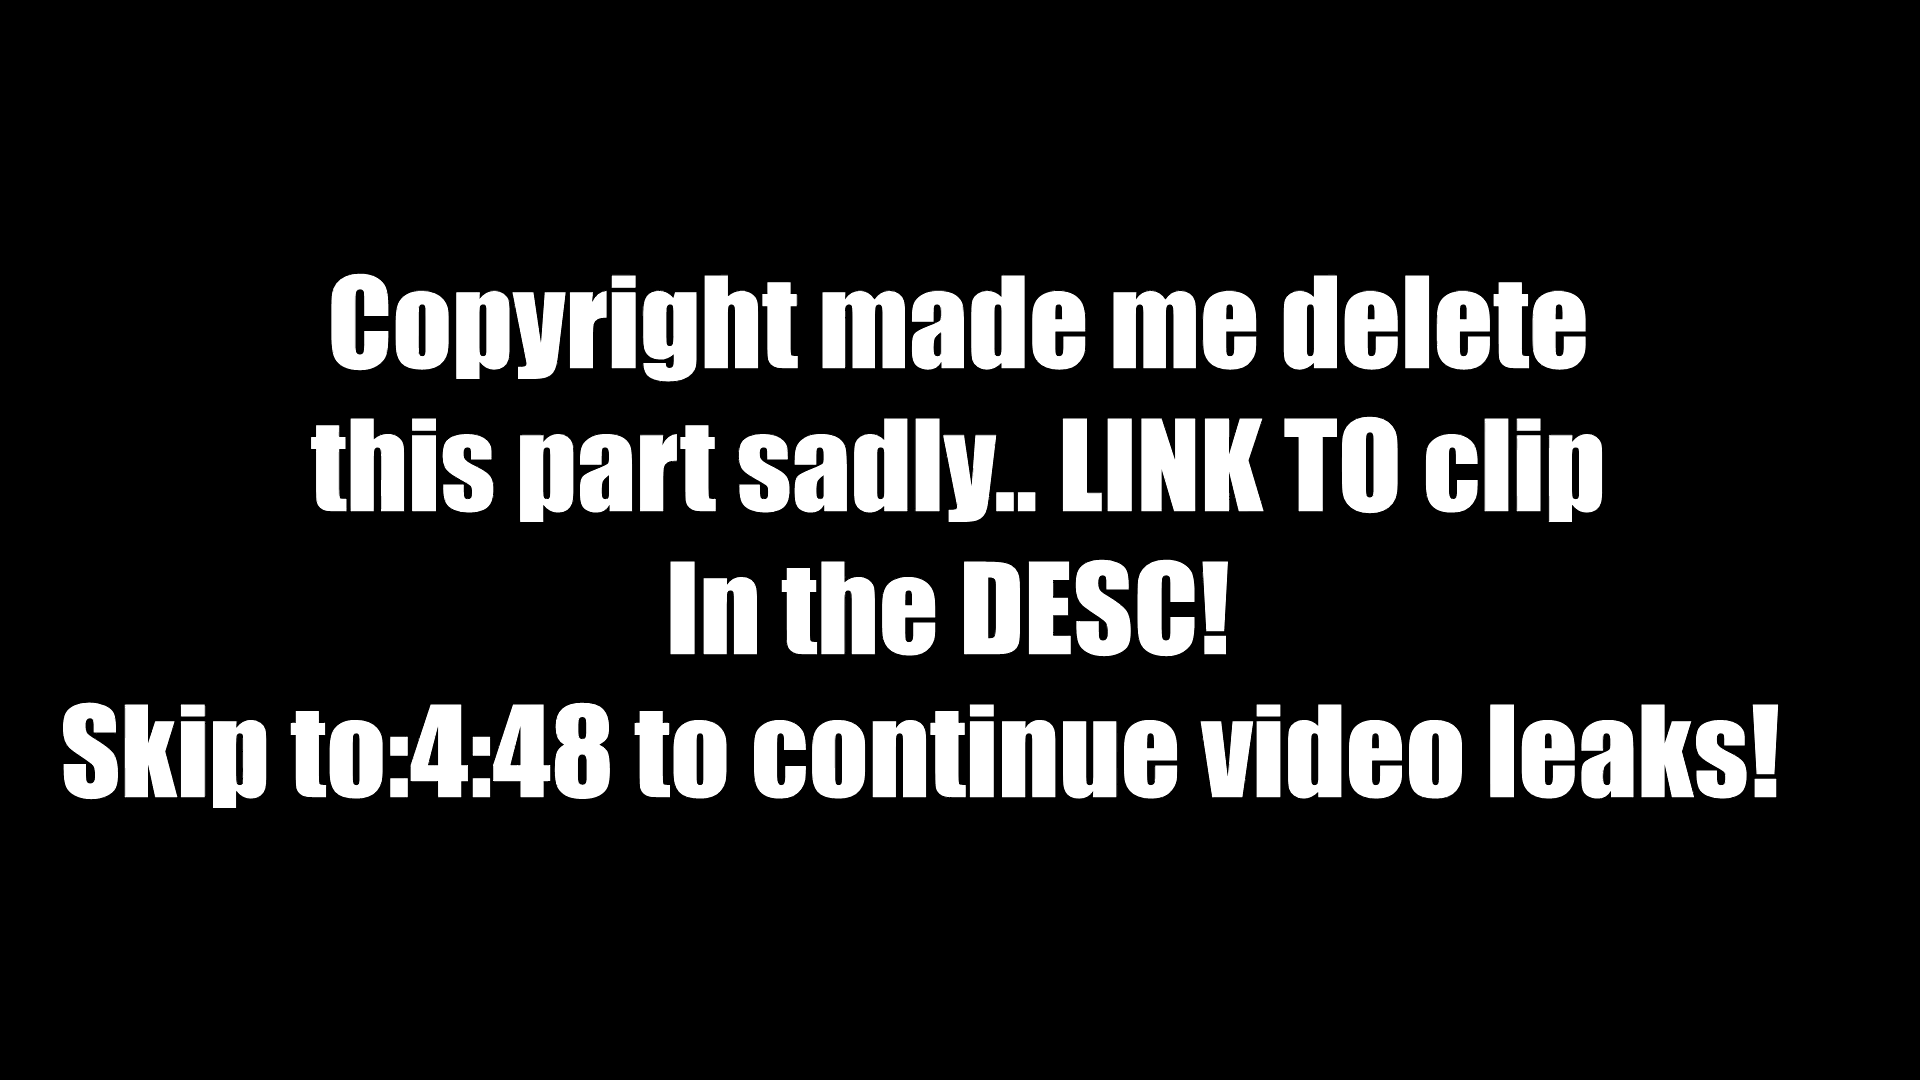 Copyright made me delete
this part sadly.. LINK TO clip
In the DESC!
Skip to:4:48 to continue video leaks!